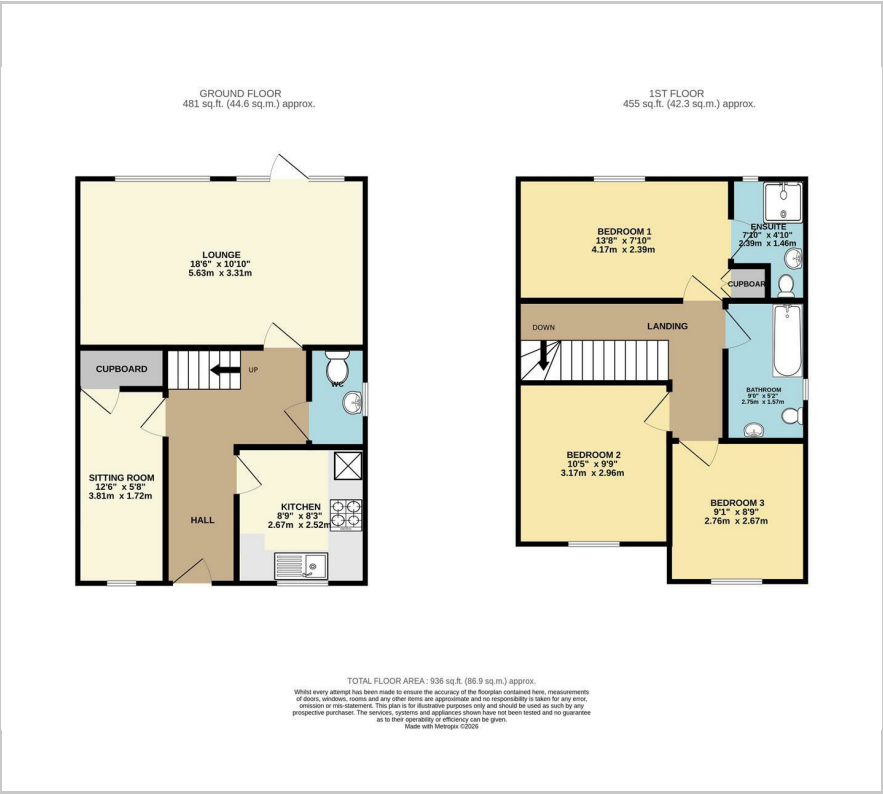 GROUND FLOOR
481 sq.ft. (44.6 sq.m.) approx.
LOUNGE
18'6" x 10'10"
5.63m x 3.31m
CUPBOARD
UP
WC
SITTING ROOM
12'6" x 5'8"
3.81m x 1.72m
HALL
KITCHEN
8'9" x 8'3"
2.67m x 2.52m
1ST FLOOR
455 sq.ft. (42.3 sq.m.) approx.
BEDROOM 1
13'8" x 7'10"
4.17m x 2.39m
ENSUITE
7'10" x 4'10"
2.39m x 1.46m
CUPBOAR
DOWN
LANDING
BATHROOM
9'0" x 5'2"
2.75m x 1.57m
BEDROOM 2
10'5" x 9'9"
3.17m x 2.96m
BEDROOM 3
9'1" x 8'9"
2.76m x 2.67m
TOTAL FLOOR AREA : 936 sq.ft. (86.9 sq.m.) approx.
Whilst every attempt has been made to ensure the accuracy of the floorplan contained here, measurements
of doors, windows, rooms and any other items are approximate and no responsibility is taken for any error,
omission or mis-statement. This plan is for illustrative purposes only and should be used as such by any
prospective purchaser. The services, systems and appliances shown have not been tested and no guarantee
as to their operability or efficiency can be given.
Made with Metropix ©2026